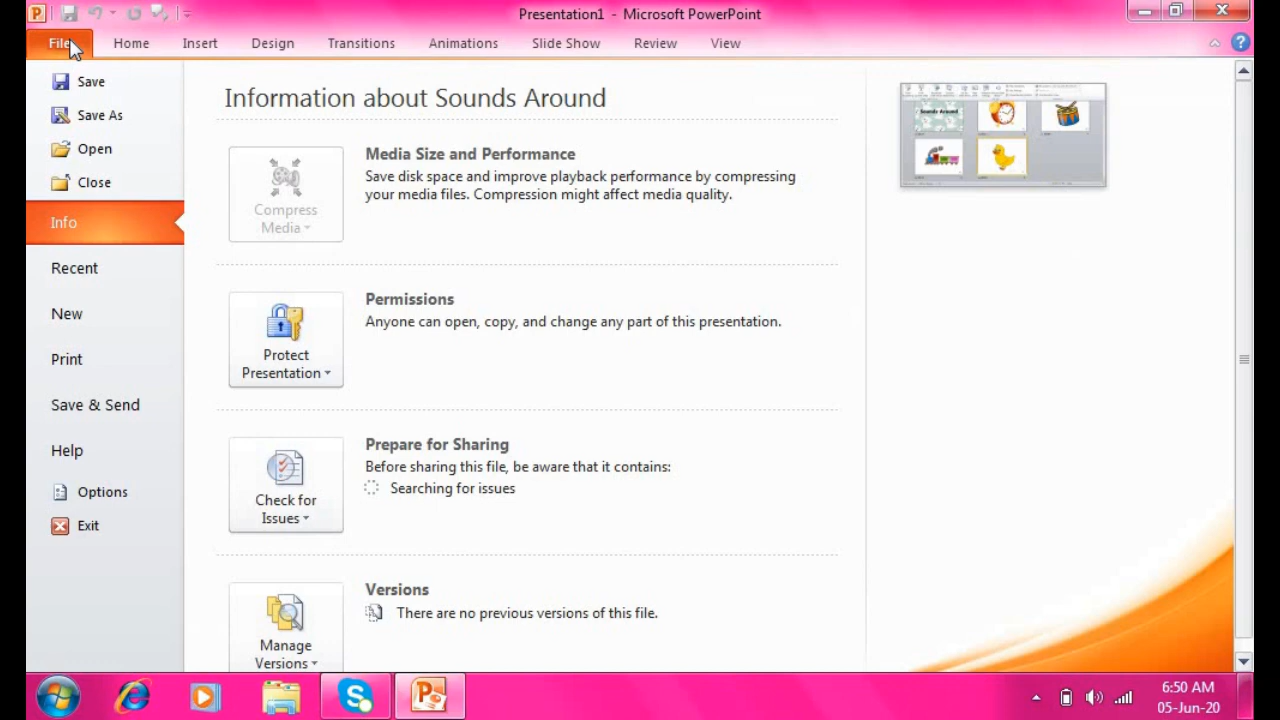 Presentation1 - Microsoft PowerPoint
File Home Insert Design Transitions Animations Slide Show Review View
Save
Save As
Open
Close
Info
Recent
New
Print
Save & Send
Help
Options
Exit
Information about Sounds Around
Compress
Media
Media Size and Performance
Save disk space and improve playback performance by compressing
your media files. Compression might affect media quality.
Protect
Presentation
Permissions
Anyone can open, copy, and change any part of this presentation.
Check for
Issues
Prepare for Sharing
Before sharing this file, be aware that it contains:
Searching for issues
Manage
Versions
Versions
There are no previous versions of this file.
Sounds Around
6:50 AM
05-Jun-20